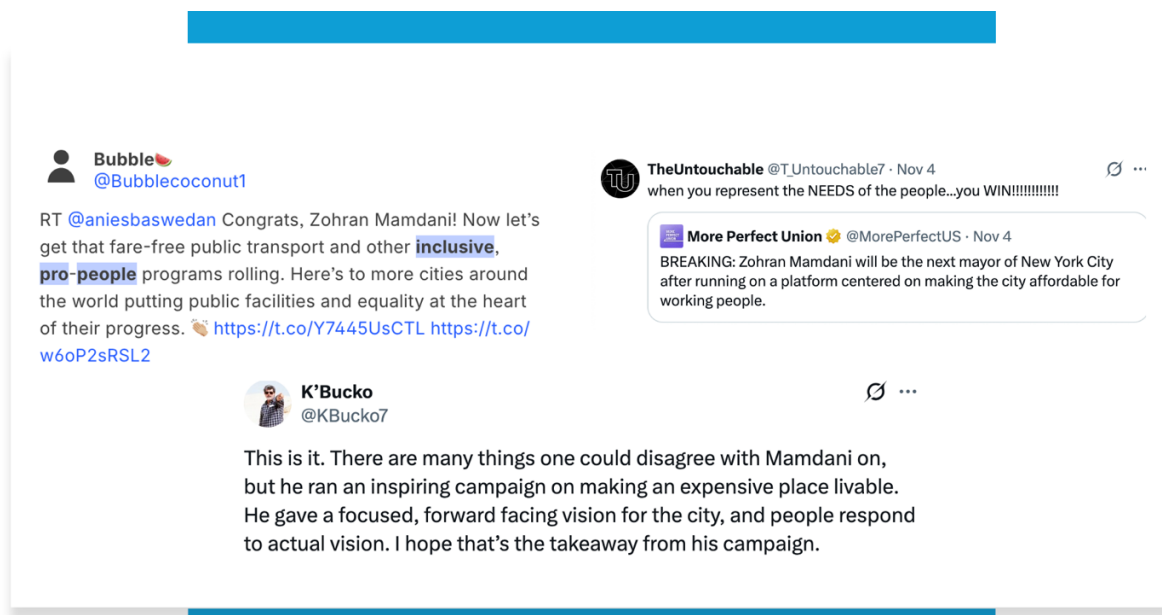 Bubble🍉
@Bubblecoconut1
RT @aniesbaswedan Congrats, Zohran Mamdani! Now let's
get that fare-free public transport and other inclusive,
pro-people programs rolling. Here's to more cities around
the world putting public facilities and equality at the heart
of their progress. 👏🏼 https://t.co/Y7445UsCTL https://t.co/
w6oP2sRSL2
TU
TheUntouchable @T_Untouchable7 · Nov 4
when you represent the NEEDS of the people...you WIN!!!!!!!!!!!!
More Perfect Union @MorePerfectUS · Nov 4
BREAKING: Zohran Mamdani will be the next mayor of New York City
after running on a platform centered on making the city affordable for
working people.
K'Bucko
@KBucko7
This is it. There are many things one could disagree with Mamdani on,
but he ran an inspiring campaign on making an expensive place livable.
He gave a focused, forward facing vision for the city, and people respond
to actual vision. I hope that's the takeaway from his campaign.